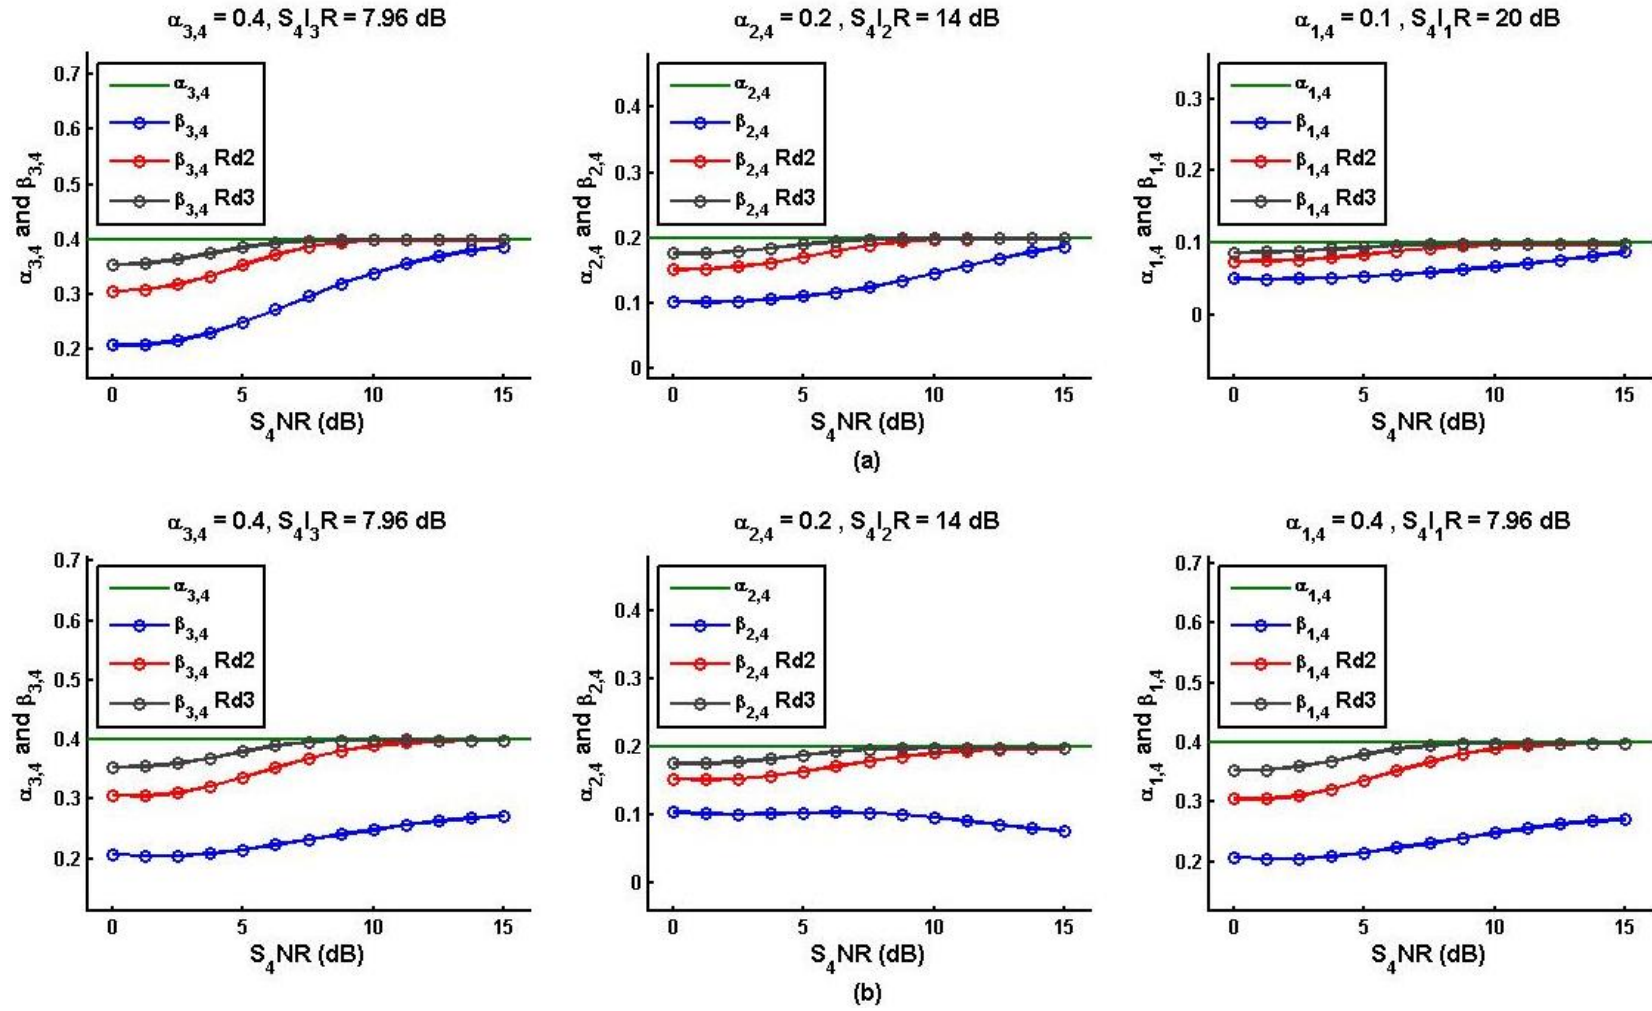 α3,4 = 0.4, S4I3R = 7.96 dB
0.7
0.6
0.5
0.4
0.3
0.2
α3,4 and β3,4
α3,4
β3,4
β3,4 Rd2
β3,4 Rd3
0 5 10 15
S4NR (dB)
α2,4 = 0.2 , S4I2R = 14 dB
0.4
0.3
0.2
0.1
0
α2,4 and β2,4
α2,4
β2,4
β2,4 Rd2
β2,4 Rd3
0 5 10 15
S4NR (dB)
α1,4 = 0.1 , S4I1R = 20 dB
0.3
0.2
0.1
0
α1,4 and β1,4
α1,4
β1,4
β1,4 Rd2
β1,4 Rd3
0 5 10 15
S4NR (dB)
(a)
α3,4 = 0.4, S4I3R = 7.96 dB
0.7
0.6
0.5
0.4
0.3
0.2
α3,4 and β3,4
α3,4
β3,4
β3,4 Rd2
β3,4 Rd3
0 5 10 15
S4NR (dB)
α2,4 = 0.2 , S4I2R = 14 dB
0.4
0.3
0.2
0.1
0
α2,4 and β2,4
α2,4
β2,4
β2,4 Rd2
β2,4 Rd3
0 5 10 15
S4NR (dB)
α1,4 = 0.4 , S4I1R = 7.96 dB
0.7
0.6
0.5
0.4
0.3
0.2
α1,4 and β1,4
α1,4
β1,4
β1,4 Rd2
β1,4 Rd3
0 5 10 15
S4NR (dB)
(b)